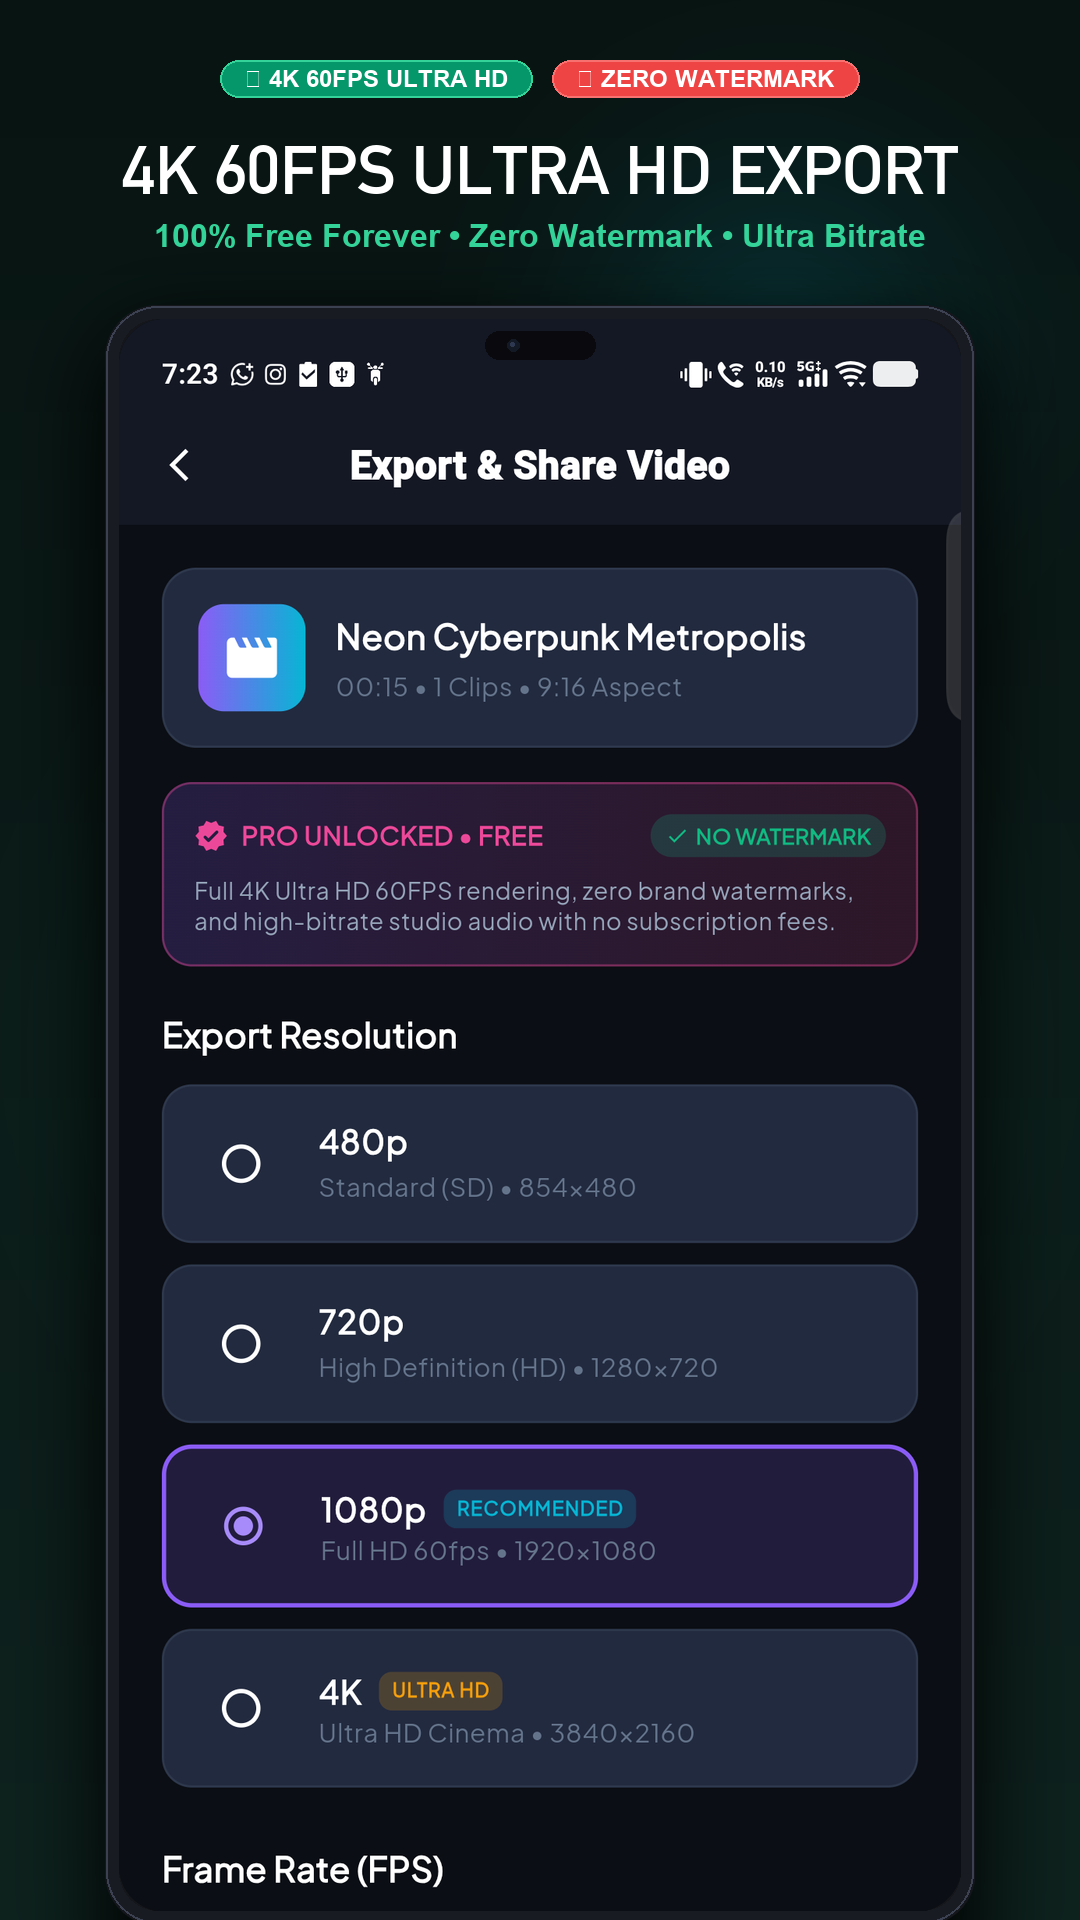 4K 60FPS ULTRA HD
ZERO WATERMARK
4K 60FPS ULTRA HD EXPORT
100% Free Forever • Zero Watermark • Ultra Bitrate
7:23
0.10 KB/s
5G
Export & Share Video
Neon Cyberpunk Metropolis
00:15 • 1 Clips • 9:16 Aspect
PRO UNLOCKED • FREE
✓ NO WATERMARK
Full 4K Ultra HD 60FPS rendering, zero brand watermarks,
and high-bitrate studio audio with no subscription fees.
Export Resolution
480p
Standard (SD) • 854×480
720p
High Definition (HD) • 1280×720
1080p RECOMMENDED
Full HD 60fps • 1920×1080
4K ULTRA HD
Ultra HD Cinema • 3840×2160
Frame Rate (FPS)